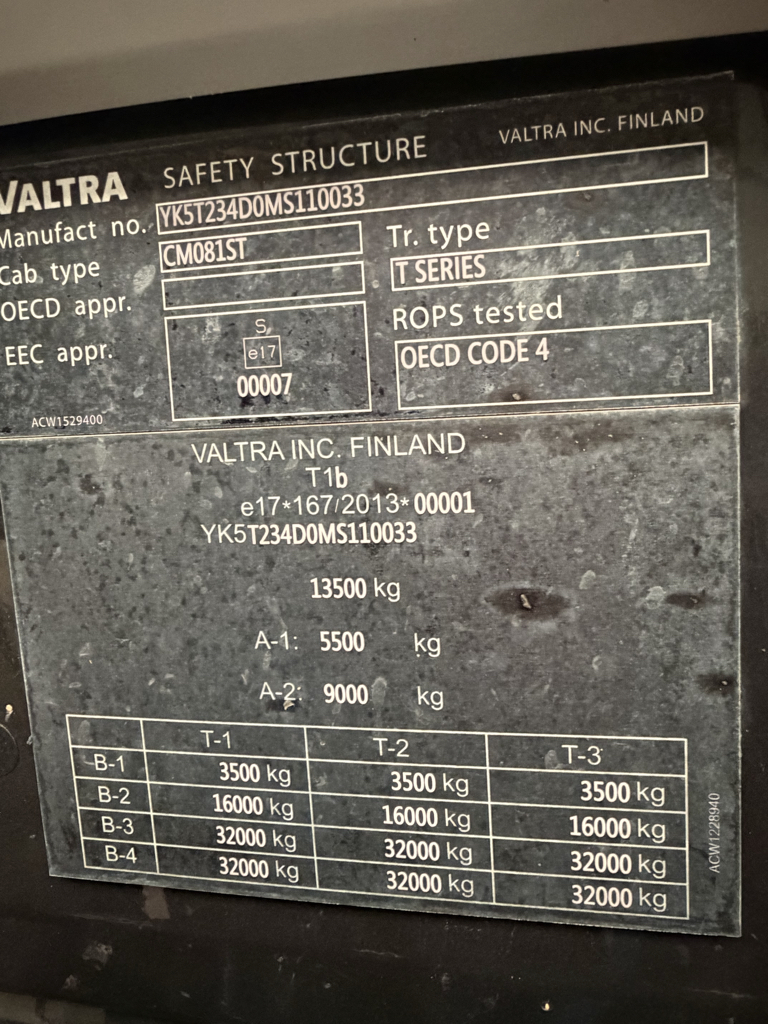 VALTRA SAFETY STRUCTURE VALTRA INC. FINLAND
Manufact no. YK5T234D0MS110033
Cab type CM081ST Tr. type
OECD appr. T SERIES
EEC appr. S ROPS tested
e17 OECD CODE 4
00007
ACW1529400
VALTRA INC. FINLAND
T1b
e17*167/2013*00001
YK5T234D0MS110033
13500 kg
A-1: 5500 kg
A-2: 9000 kg
T-1 T-2 T-3
B-1 3500 kg 3500 kg 3500 kg
B-2 16000 kg 16000 kg 16000 kg
B-3 32000 kg 32000 kg 32000 kg
B-4 32000 kg 32000 kg 32000 kg
ACW1228940